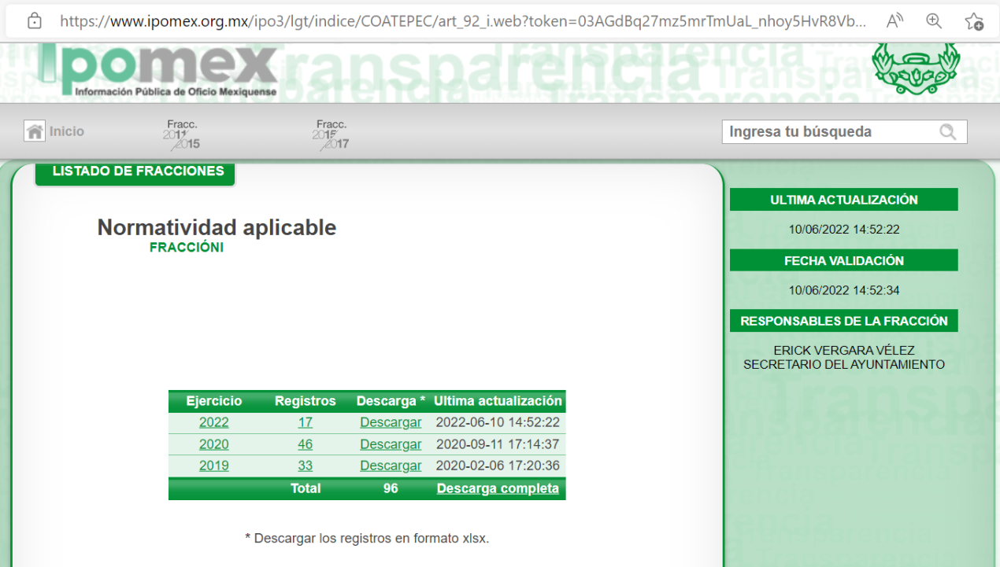 https://www.ipomex.org.mx/ipo3/lgt/indice/COATEPEC/art_92_i.web?token=03AGdBq27mz5mrTmUaL_nhoy5HvR8Vb...
Ipomex
Información Pública de Oficio Mexiquense
Transparencia
Inicio
Fracc.
2011/2015
Fracc.
2015/2017
Ingresa tu búsqueda
LISTADO DE FRACCIONES
Normatividad aplicable
FRACCIÓNI
Ejercicio Registros Descarga * Ultima actualización
2022 17 Descargar 2022-06-10 14:52:22
2020 46 Descargar 2020-09-11 17:14:37
2019 33 Descargar 2020-02-06 17:20:36
Total 96 Descarga completa
* Descargar los registros en formato xlsx.
ULTIMA ACTUALIZACIÓN
10/06/2022 14:52:22
FECHA VALIDACIÓN
10/06/2022 14:52:34
RESPONSABLES DE LA FRACCIÓN
ERICK VERGARA VÉLEZ
SECRETARIO DEL AYUNTAMIENTO